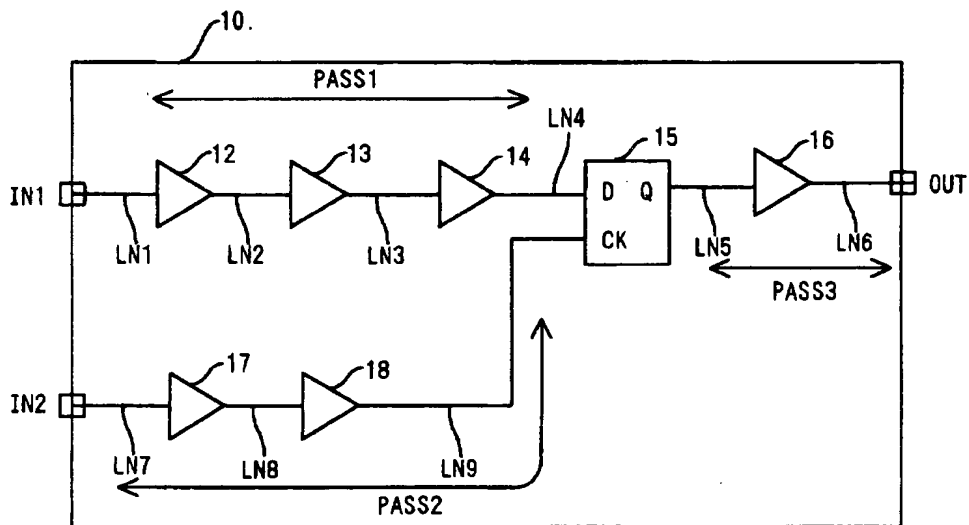 10.
PASS1
LN4
12
13
14
15
16
IN1
D Q
OUT
LN1
LN2
LN3
CK
LN5
LN6
PASS3
17
18
IN2
LN7
LN8
LN9
PASS2